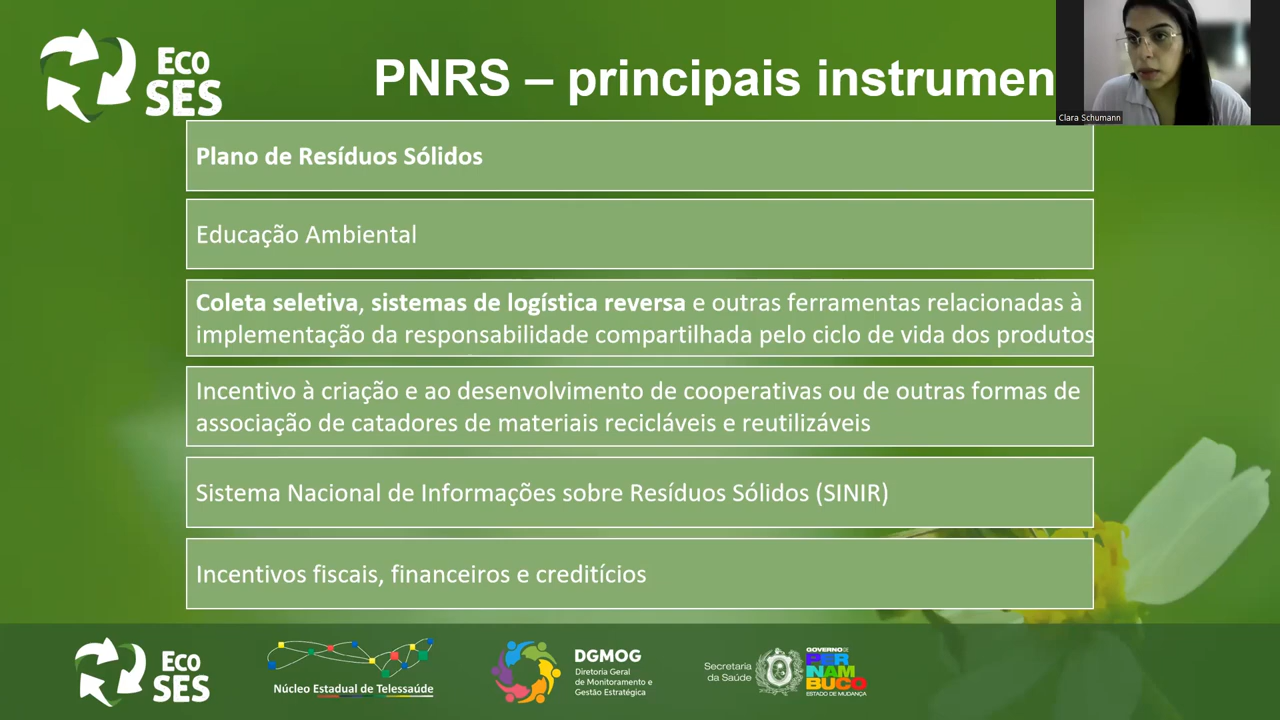 Eco
SES
PNRS – principais instrumen
Clara Schumann
Plano de Resíduos Sólidos
Educação Ambiental
Coleta seletiva, sistemas de logística reversa e outras ferramentas relacionadas à
implementação da responsabilidade compartilhada pelo ciclo de vida dos produtos
Incentivo à criação e ao desenvolvimento de cooperativas ou de outras formas de
associação de catadores de materiais recicláveis e reutilizáveis
Sistema Nacional de Informações sobre Resíduos Sólidos (SINIR)
Incentivos fiscais, financeiros e creditícios
Eco
SES
Núcleo Estadual de Telessaúde
DGMOG
Diretoria Geral
de Monitoramento e
Gestão Estratégica
Secretaria
da Saúde
GOVERNO DE
PER
NAM
BUCO
ESTADO DE MUDANÇA